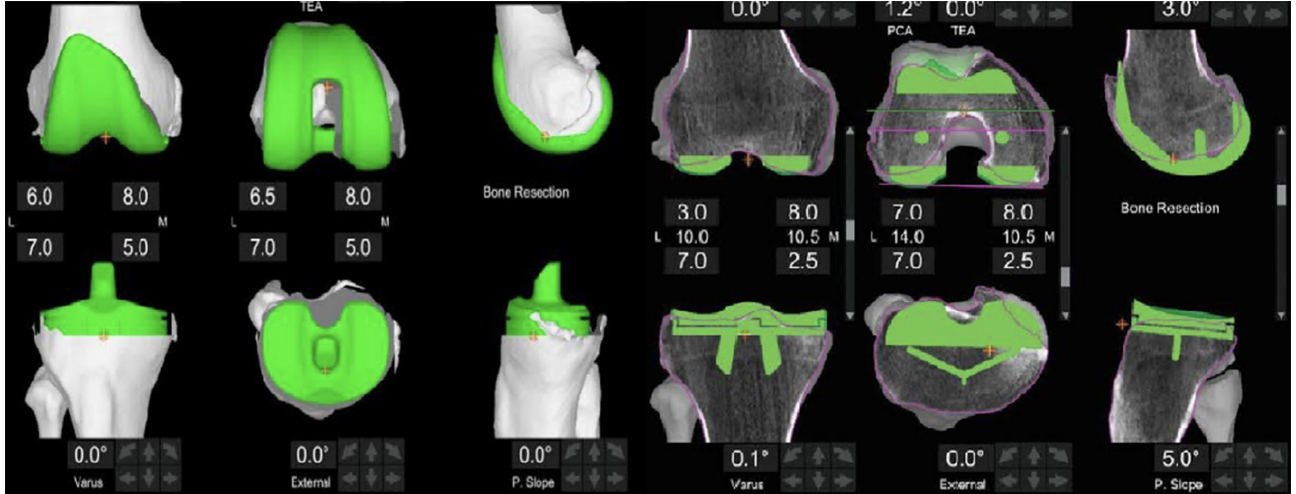 TEA
0.0°
1.2°
0.0°
3.0°
PCA
TEA
6.0
8.0
6.5
8.0
Bone Resection
L
M
L
M
7.0
5.0
7.0
5.0
3.0
8.0
7.0
8.0
Bone Resection
L
10.0
10.5
M
L
14.0
10.5
M
7.0
2.5
7.0
2.5
0.0°
0.0°
0.0°
0.1°
0.0°
5.0°
Varus
External
P. Slope
Varus
External
P. Slope